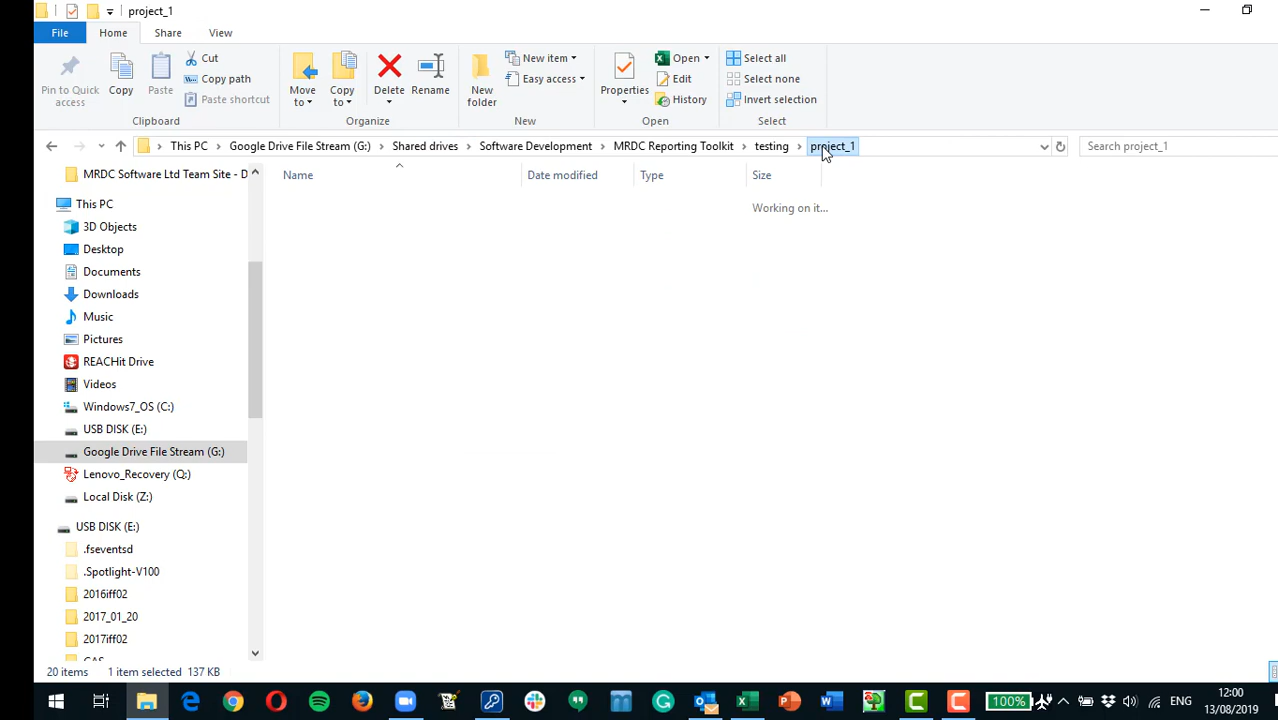 project_1
File Home Share View
Pin to Quick access
Copy
Paste
Cut
Copy path
Paste shortcut
Clipboard
Move to
Copy to
Delete
Rename
Organize
New folder
New item
Easy access
New
Properties
Open
Edit
History
Open
Select all
Select none
Invert selection
Select
This PC > Google Drive File Stream (G:) > Shared drives > Software Development > MRDC Reporting Toolkit > testing > project_1
Search project_1
MRDC Software Ltd Team Site - D
This PC
3D Objects
Desktop
Documents
Downloads
Music
Pictures
REACHit Drive
Videos
Windows7_OS (C:)
USB DISK (E:)
Google Drive File Stream (G:)
Lenovo_Recovery (Q:)
Local Disk (Z:)
USB DISK (E:)
.fseventsd
.Spotlight-V100
2016iff02
2017_01_20
2017iff02
Name Date modified Type Size
Working on it...
20 items 1 item selected 137 KB
100%
ENG
12:00
13/08/2019